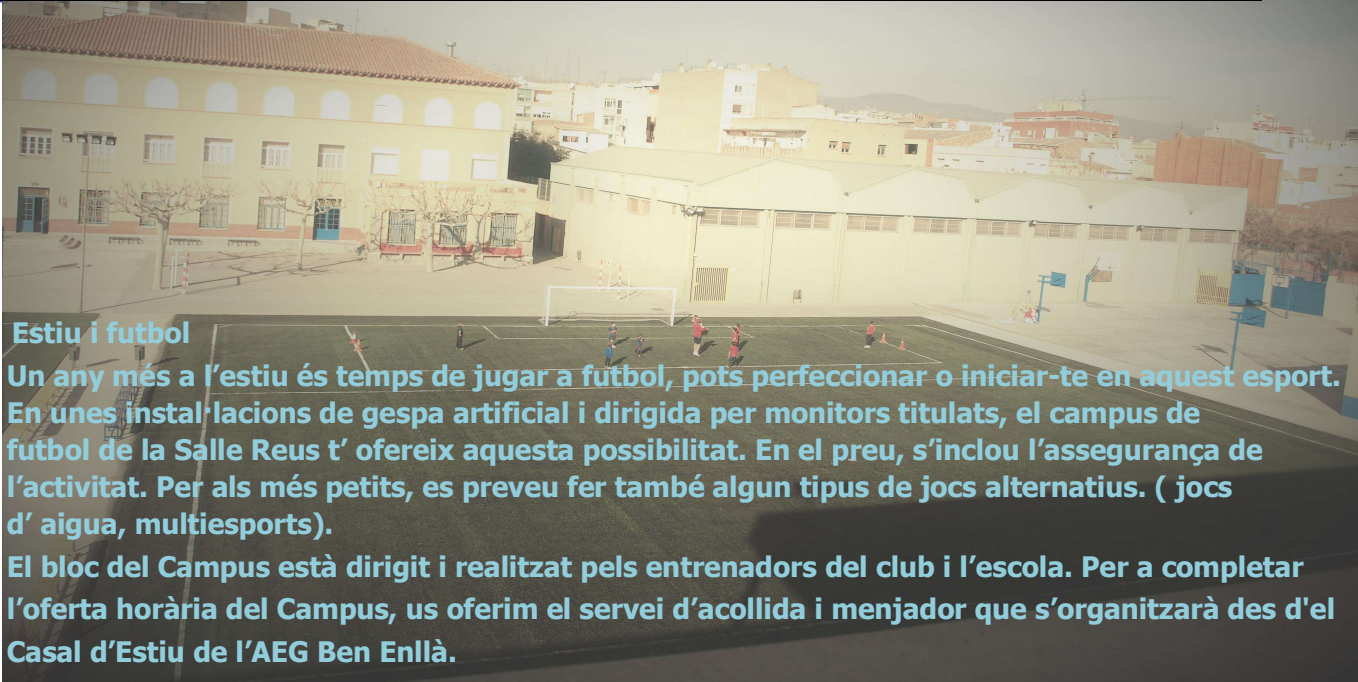 Estiu i futbol
Un any més a l’estiu és temps de jugar a futbol, pots perfeccionar o iniciar-te en aquest esport.
En unes instal·lacions de gespa artificial i dirigida per monitors titulats, el campus de
futbol de la Salle Reus t’ ofereix aquesta possibilitat. En el preu, s’inclou l’assegurança de
l’activitat. Per als més petits, es preveu fer també algun tipus de jocs alternatius. ( jocs
d’ aigua, multiesports).
El bloc del Campus està dirigit i realitzat pels entrenadors del club i l’escola. Per a completar
l’oferta horària del Campus, us oferim el servei d’acollida i menjador que s’organitzarà des d'el
Casal d’Estiu de l’AEG Ben Enllà.